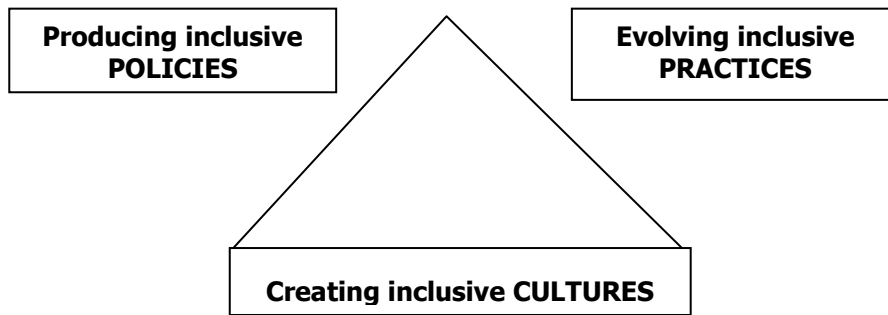 Producing inclusive
POLICIES
Evolving inclusive
PRACTICES
Creating inclusive CULTURES